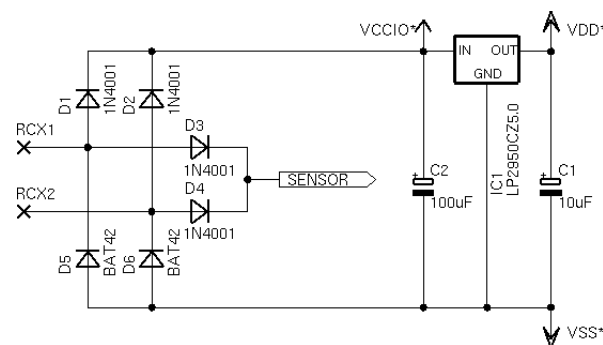 VCCIO*
VDD*
IN OUT
GND
D1
1N4001
D2
1N4001
IC1
LP2950CZ5.0
RCX1
D3
1N4001
SENSOR
RCX2
D4
1N4001
+
C2
100uF
+
C1
10uF
D5
BAT42
D6
BAT42
VSS*